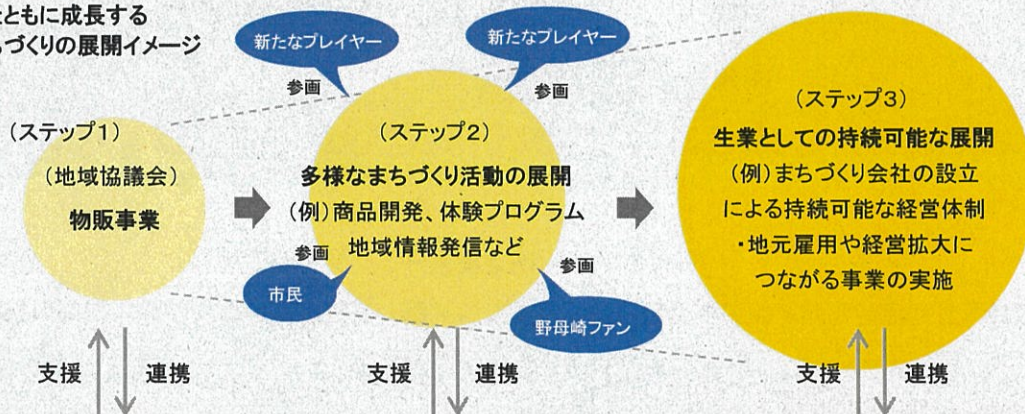 ともに成長する
づくりの展開イメージ
新たなプレイヤー
新たなプレイヤー
参画
参画
(ステップ1)
(地域協議会)
物販事業
(ステップ2)
多様なまちづくり活動の展開
(例)商品開発、体験プログラム
地域情報発信など
参画
参画
市民
野母崎ファン
(ステップ3)
生業としての持続可能な展開
(例)まちづくり会社の設立
による持続可能な経営体制
・地元雇用や経営拡大に
つながる事業の実施
支援
連携
支援
連携
支援
連携